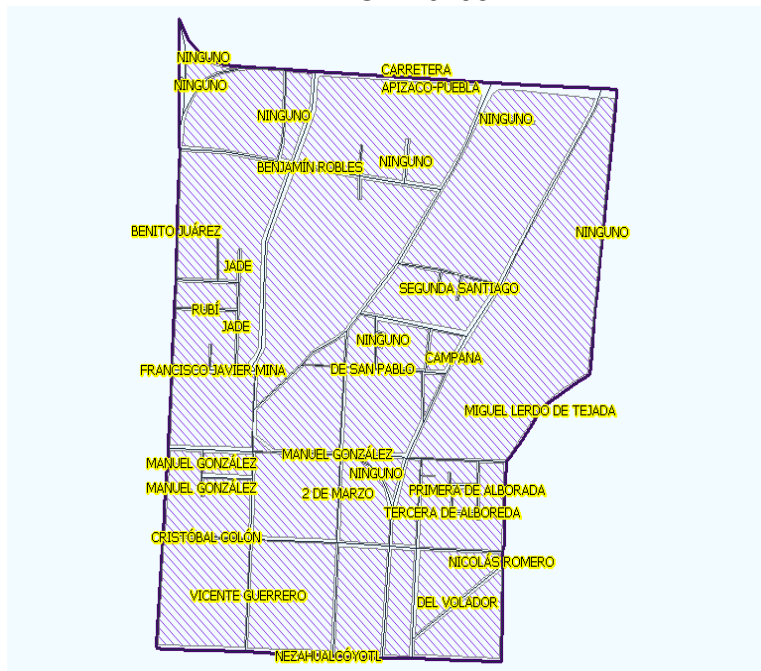 NINGUNO
CARRETERA
NINGUNO
APIZACO-PUEBLA
NINGUNO
NINGUNO
NINGUNO
BENJAMÍN ROBLES
BENITO JUÁREZ
NINGUNO
JADE
SEGUNDA SANTIAGO
RUBÍ
JADE
NINGUNO
CAMPANA
FRANCISCO JAVIER MINA
DE SAN PABLO
MIGUEL LERDO DE TEJADA
MANUEL GONZÁLEZ
MANUEL GONZÁLEZ
NINGUNO
MANUEL GONZÁLEZ
2 DE MARZO
PRIMERA DE ALBORADA
TERCERA DE ALBOREDA
CRISTÓBAL COLÓN
NICOLÁS ROMERO
VICENTE GUERRERO
DEL VOLADOR
NEZAHUALCÓYOTL